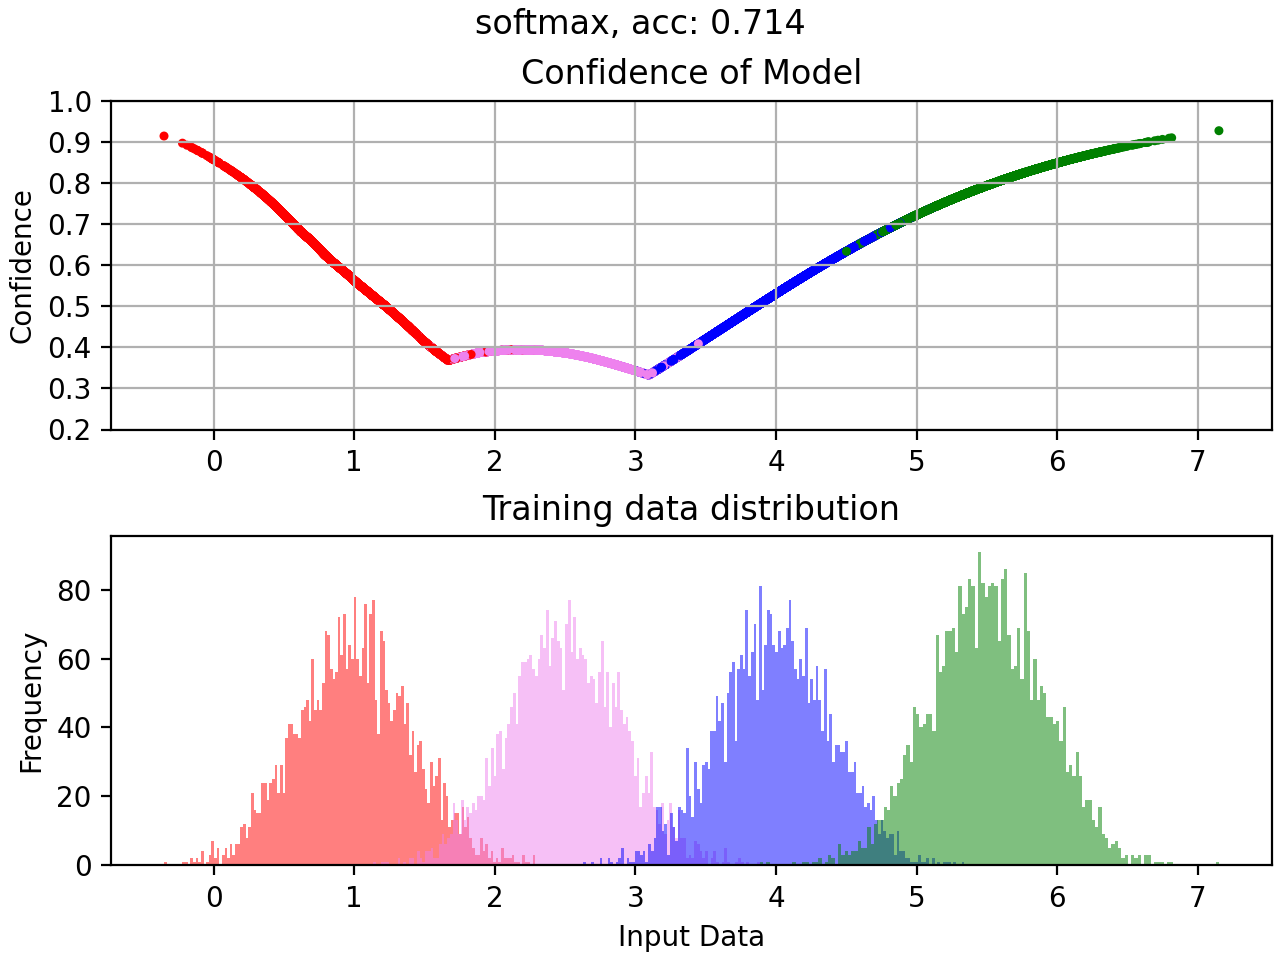 softmax, acc: 0.714
Confidence of Model
Confidence
1.0
0.9
0.8
0.7
0.6
0.5
0.4
0.3
0.2
0 1 2 3 4 5 6 7
Training data distribution
Frequency
80
60
40
20
0
0 1 2 3 4 5 6 7
Input Data